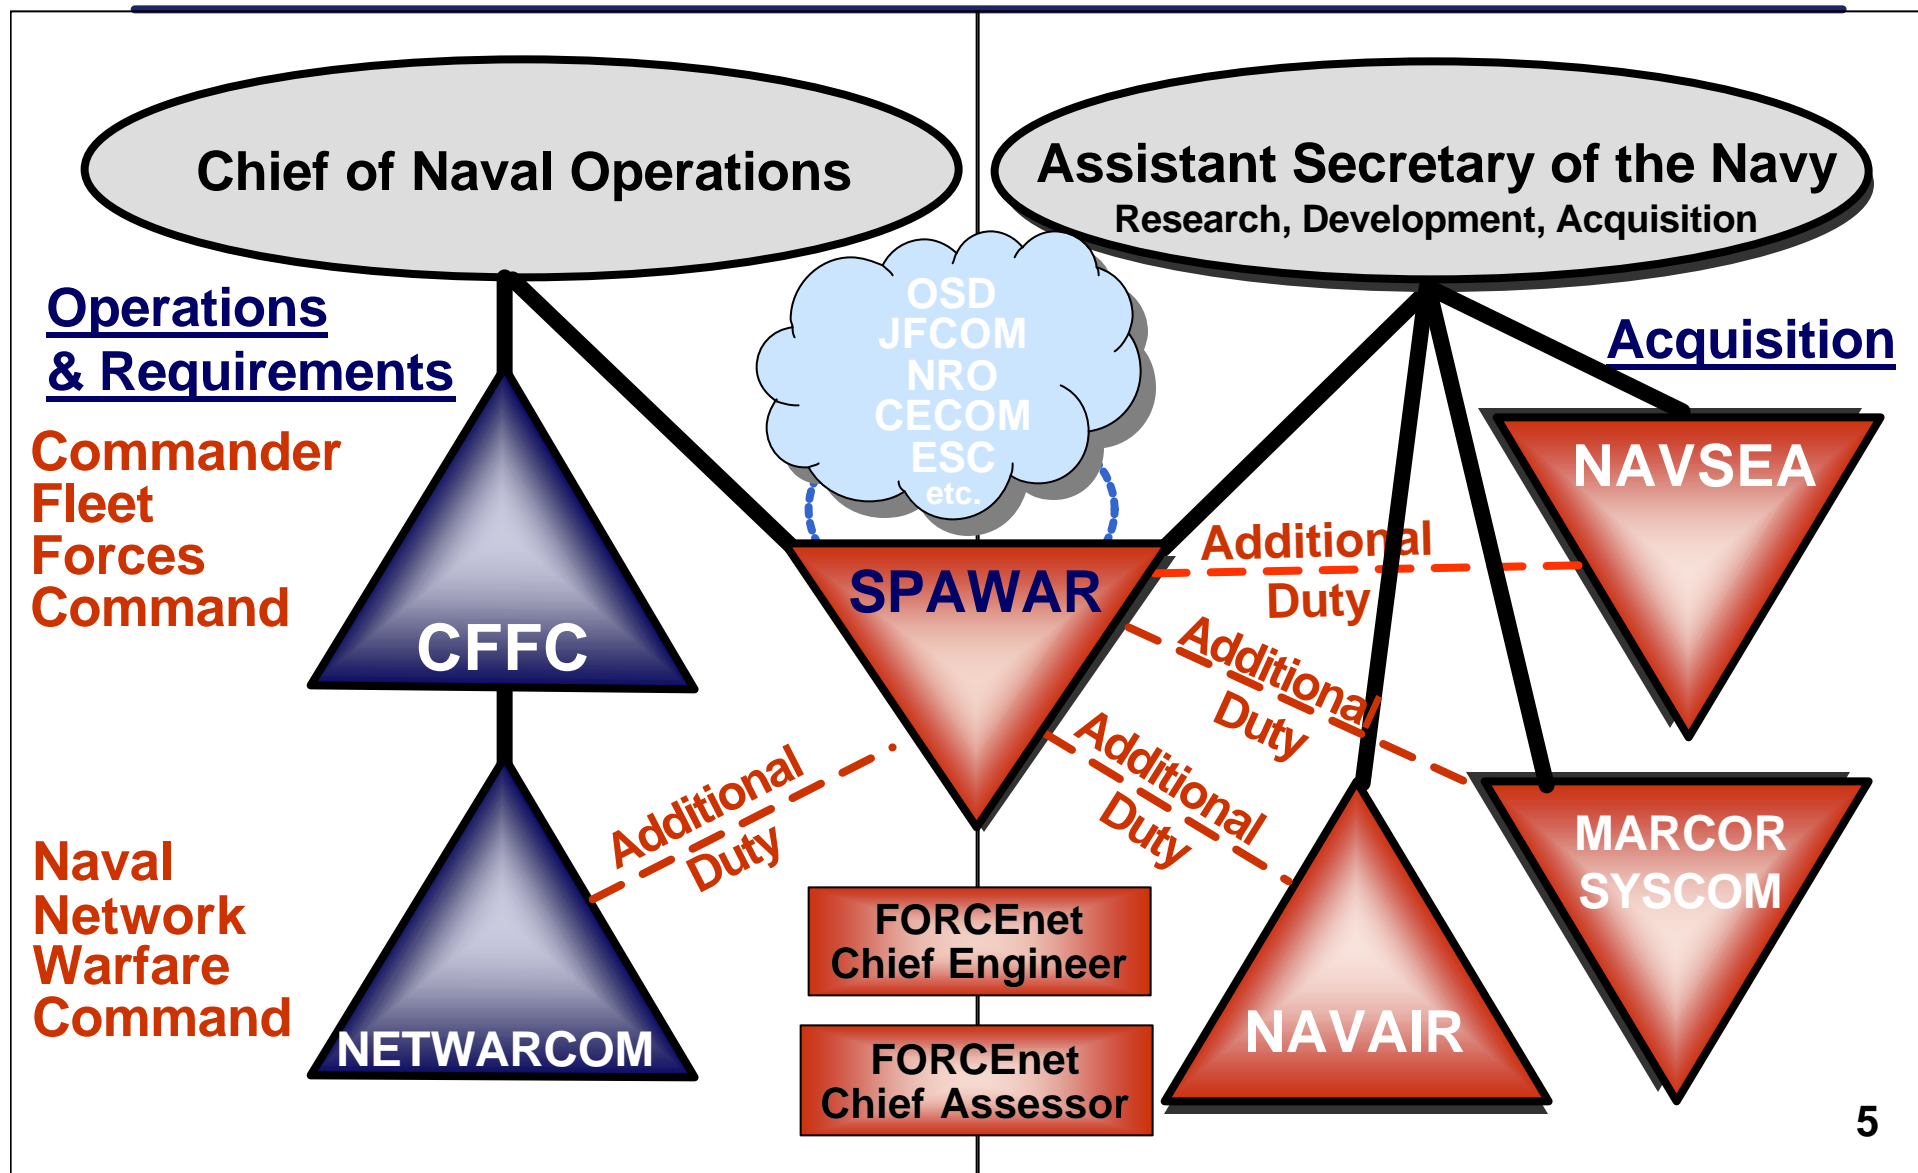 Chief of Naval Operations
Assistant Secretary of the Navy
Research, Development, Acquisition
Operations
& Requirements
Acquisition
OSD
JFCOM
NRO
CECOM
ESC
etc.
Commander
Fleet
Forces
Command
CFFC
SPAWAR
NAVSEA
Additional
Duty
Additional
Duty
Additional
Duty
Additional
Duty
MARCOR
SYSCOM
Naval
Network
Warfare
Command
NETWARCOM
FORCEnet
Chief Engineer
NAVAIR
FORCEnet
Chief Assessor
5